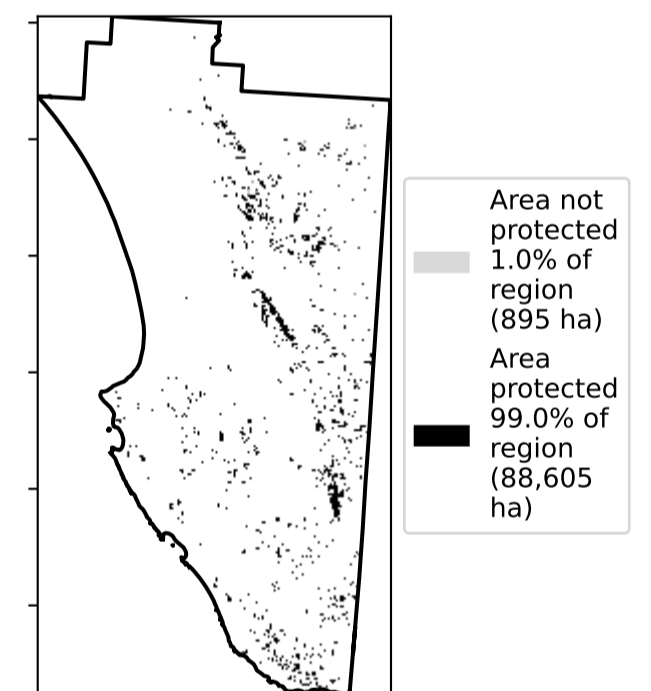 Area not
protected
1.0% of
region
(895 ha)
Area
protected
99.0% of
region
(88,605
ha)